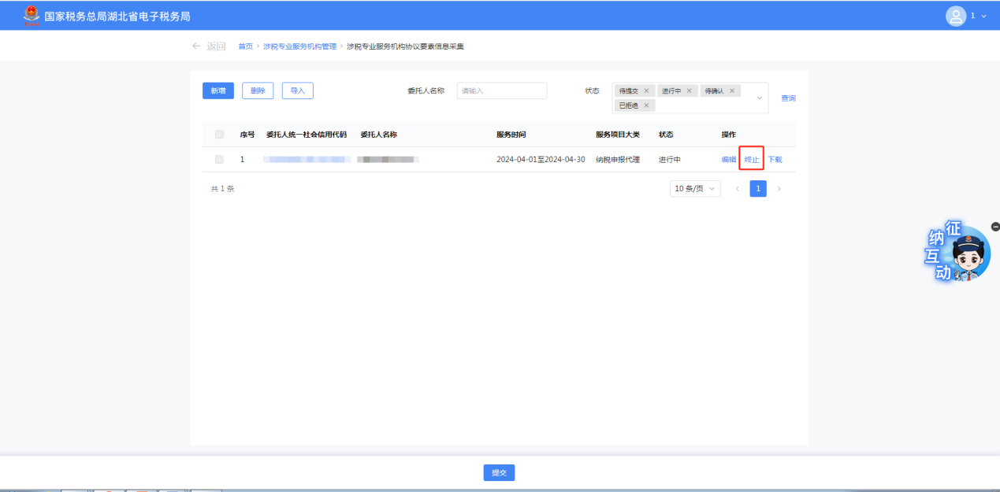 国家税务总局湖北省电子税务局
1
返回 首页 涉税专业服务机构管理 涉税专业服务机构协议要素信息采集
新增 删除 导入 委托人名称 请输入 状态 待提交 进行中 待确认 查询
已拒绝
序号 委托人统一社会信用代码 委托人名称 服务时间 服务项目大类 状态 操作
1 2024-04-01至2024-04-30 纳税申报代理 进行中 编辑 终止 下载
共 1 条 10 条/页 1
征
纳
互
动
提交